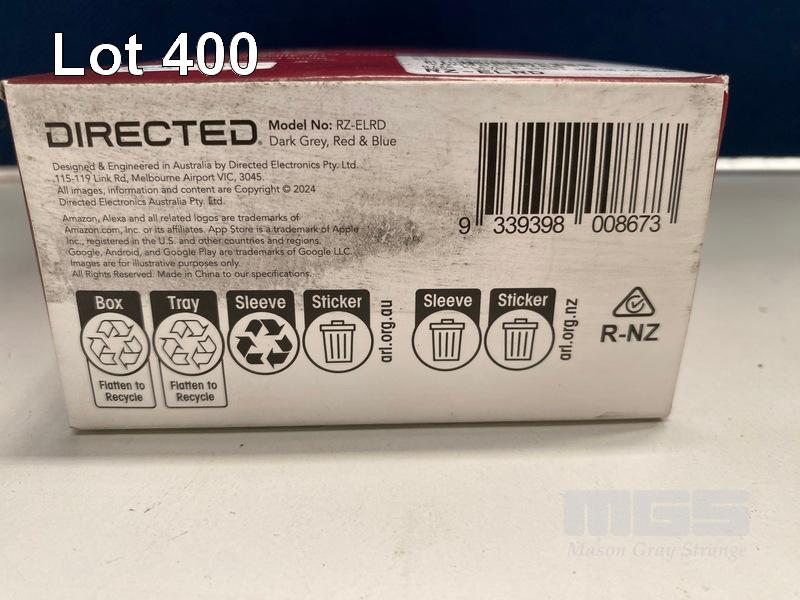 Lot 400
RZ-ELRD
DIRECTED. Model No: RZ-ELRD
Dark Grey, Red & Blue
Designed & Engineered in Australia by Directed Electronics Pty. Ltd.
115-119 Link Rd, Melbourne Airport VIC, 3045.
All images, information and content are Copyright © 2024
Directed Electronics Australia Pty. Ltd.
Amazon, Alexa and all related logos are trademarks of
Amazon.com, Inc. or its affiliates. App Store is a trademark of Apple
Inc., registered in the U.S. and other countries and regions.
Google, Android, and Google Play are trademarks of Google LLC.
Images are for illustrative purposes only.
All Rights Reserved. Made in China to our specifications.
9 339398 008673
Box Tray Sleeve Sticker
Flatten to Recycle Flatten to Recycle
arl.org.au
Sleeve Sticker
arl.org.nz
R-NZ
MGS
Mason Gray Strange